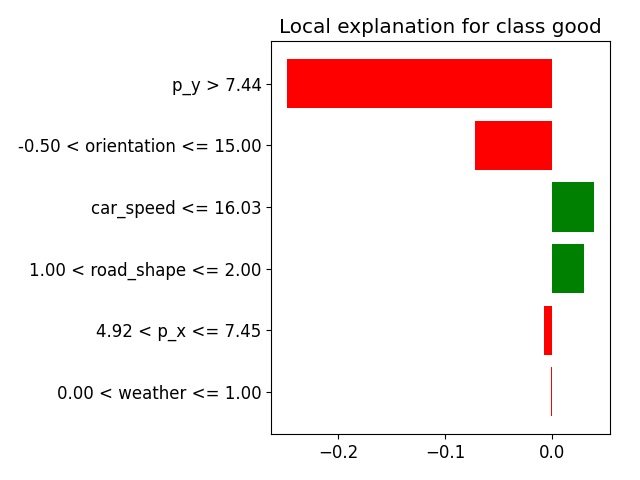 Local explanation for class good
p_y > 7.44
-0.50 < orientation <= 15.00
car_speed <= 16.03
1.00 < road_shape <= 2.00
4.92 < p_x <= 7.45
0.00 < weather <= 1.00
−0.2 −0.1 0.0